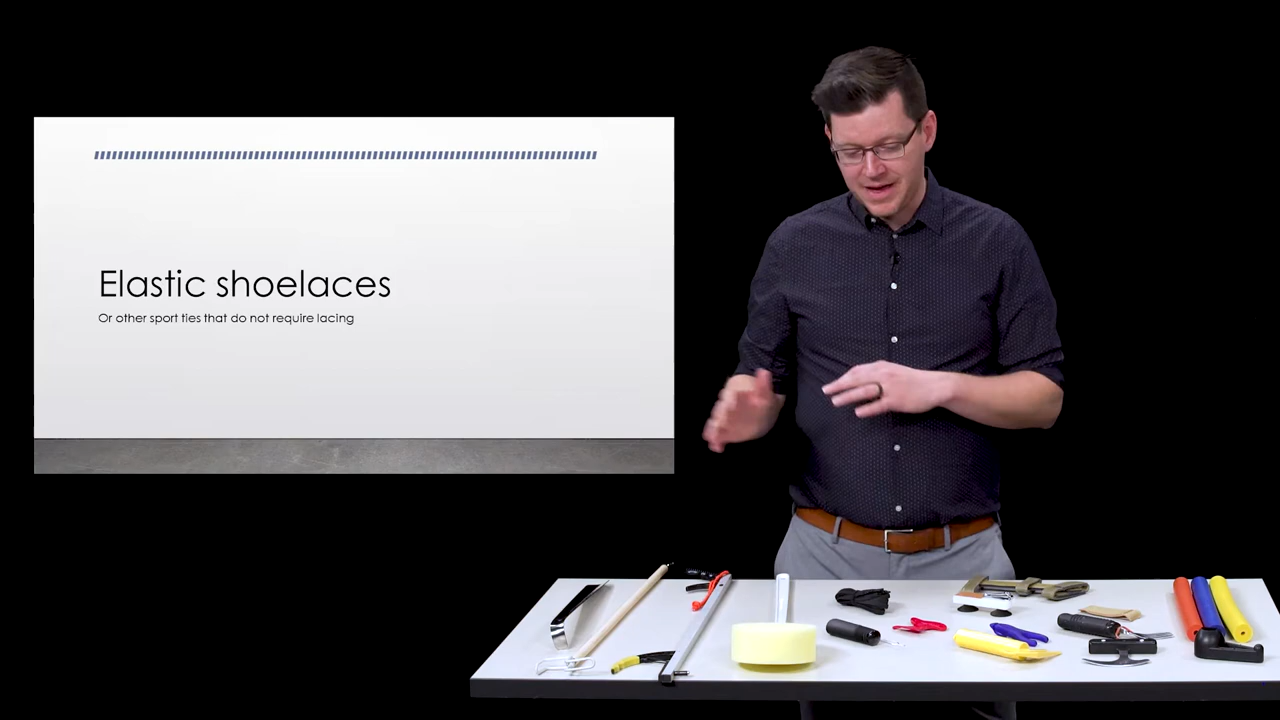 Elastic shoelaces
Or other sport ties that do not require lacing